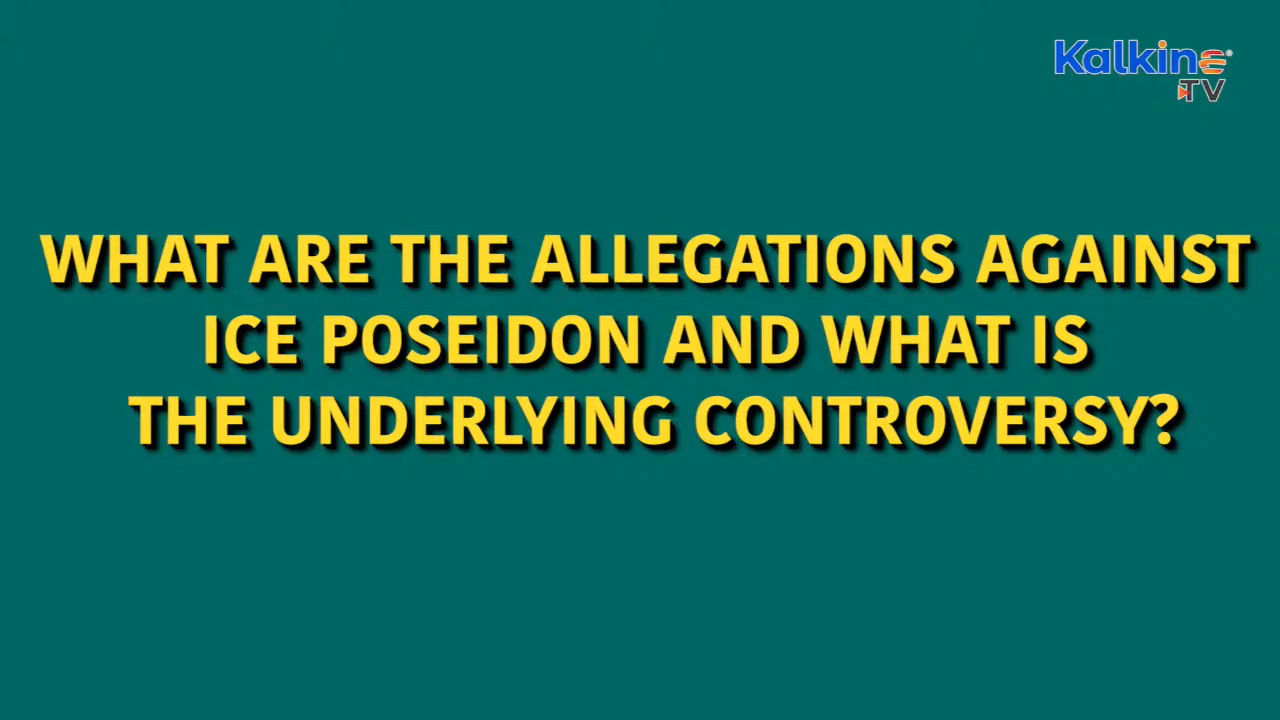 Kalkine
TV
WHAT ARE THE ALLEGATIONS AGAINST
ICE POSEIDON AND WHAT IS
THE UNDERLYING CONTROVERSY?